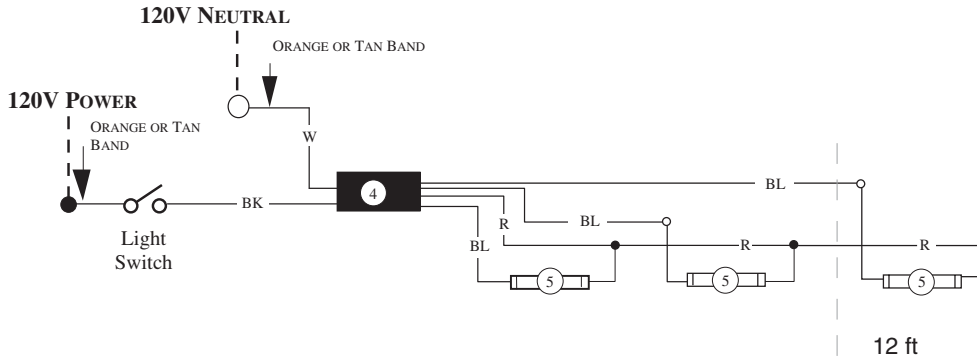 120V NEUTRAL
ORANGE OR TAN BAND
120V POWER
ORANGE OR TAN
BAND
W
4
BL
BK
R
BL
BL
R
R
Light
Switch
5
5
5
12 ft